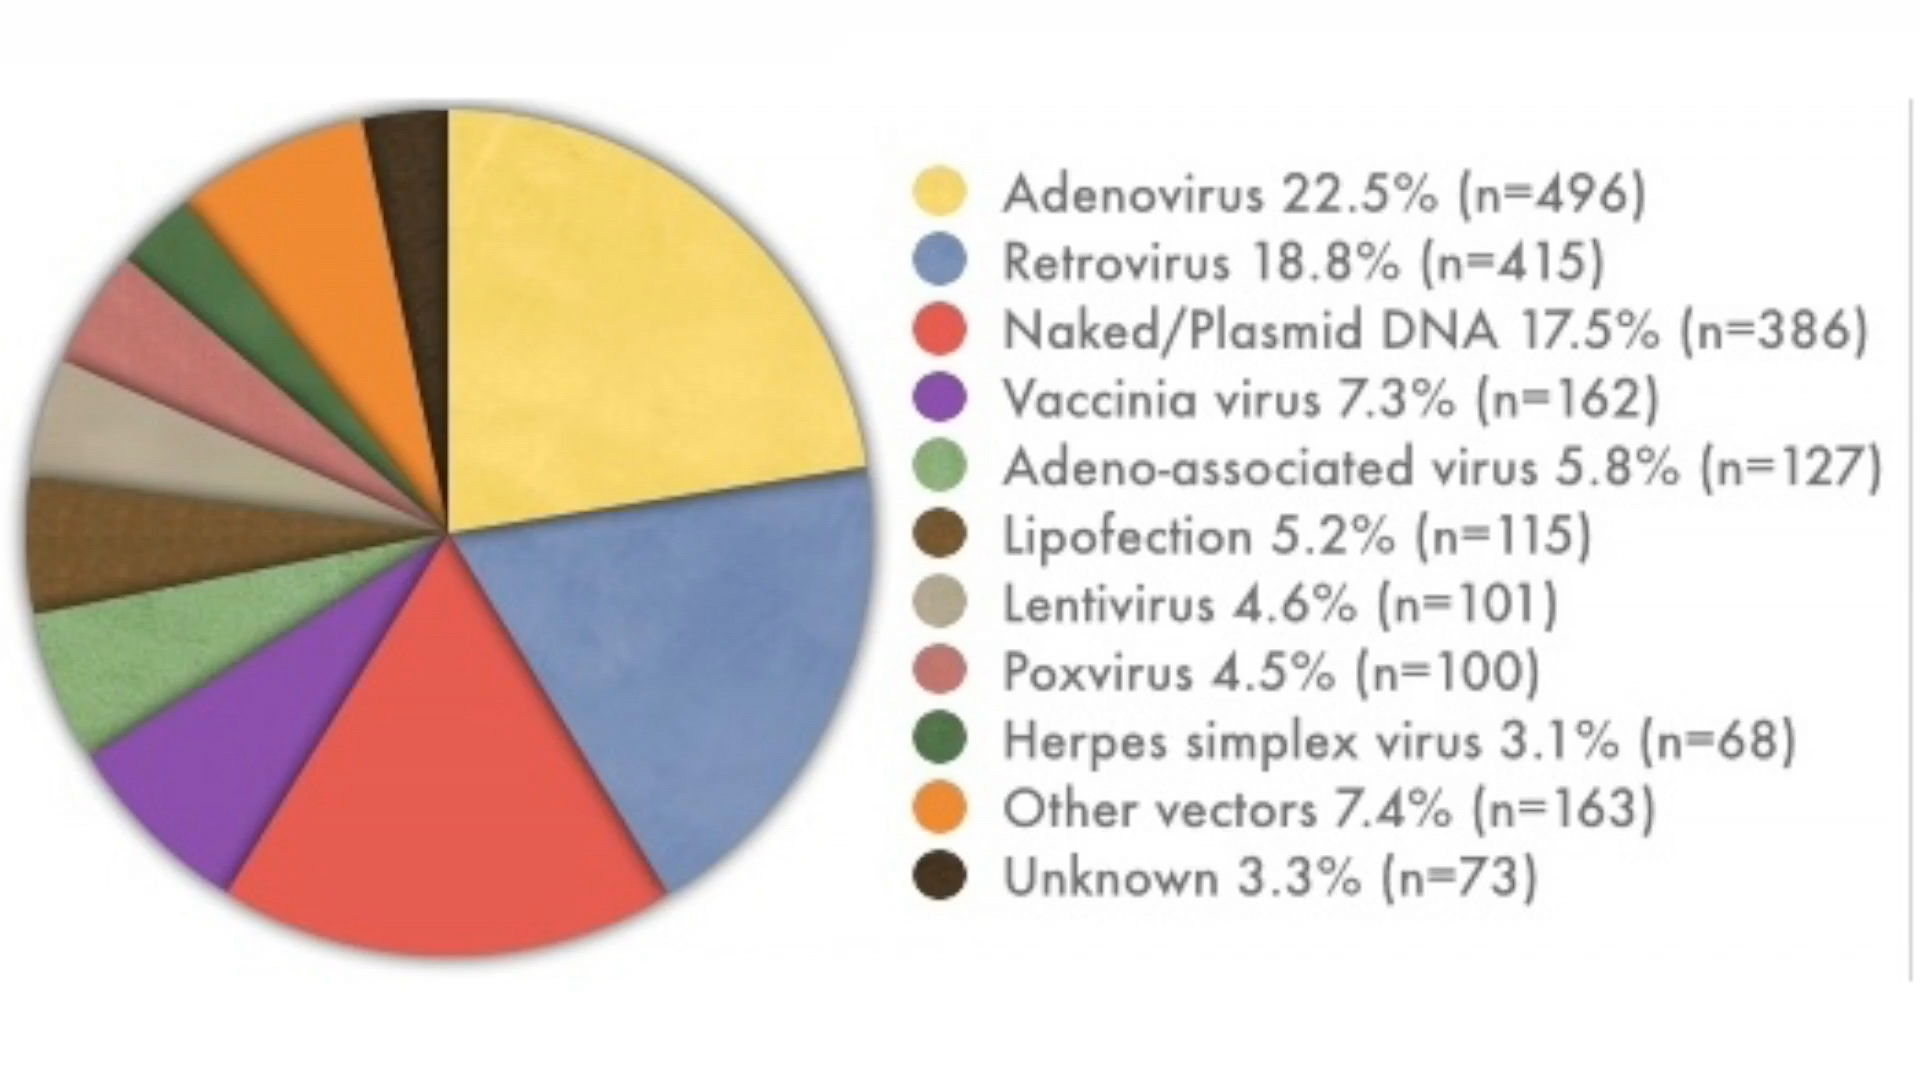 Adenovirus 22.5% (n=496)
Retrovirus 18.8% (n=415)
Naked/Plasmid DNA 17.5% (n=386)
Vaccinia virus 7.3% (n=162)
Adeno-associated virus 5.8% (n=127)
Lipofection 5.2% (n=115)
Lentivirus 4.6% (n=101)
Poxvirus 4.5% (n=100)
Herpes simplex virus 3.1% (n=68)
Other vectors 7.4% (n=163)
Unknown 3.3% (n=73)